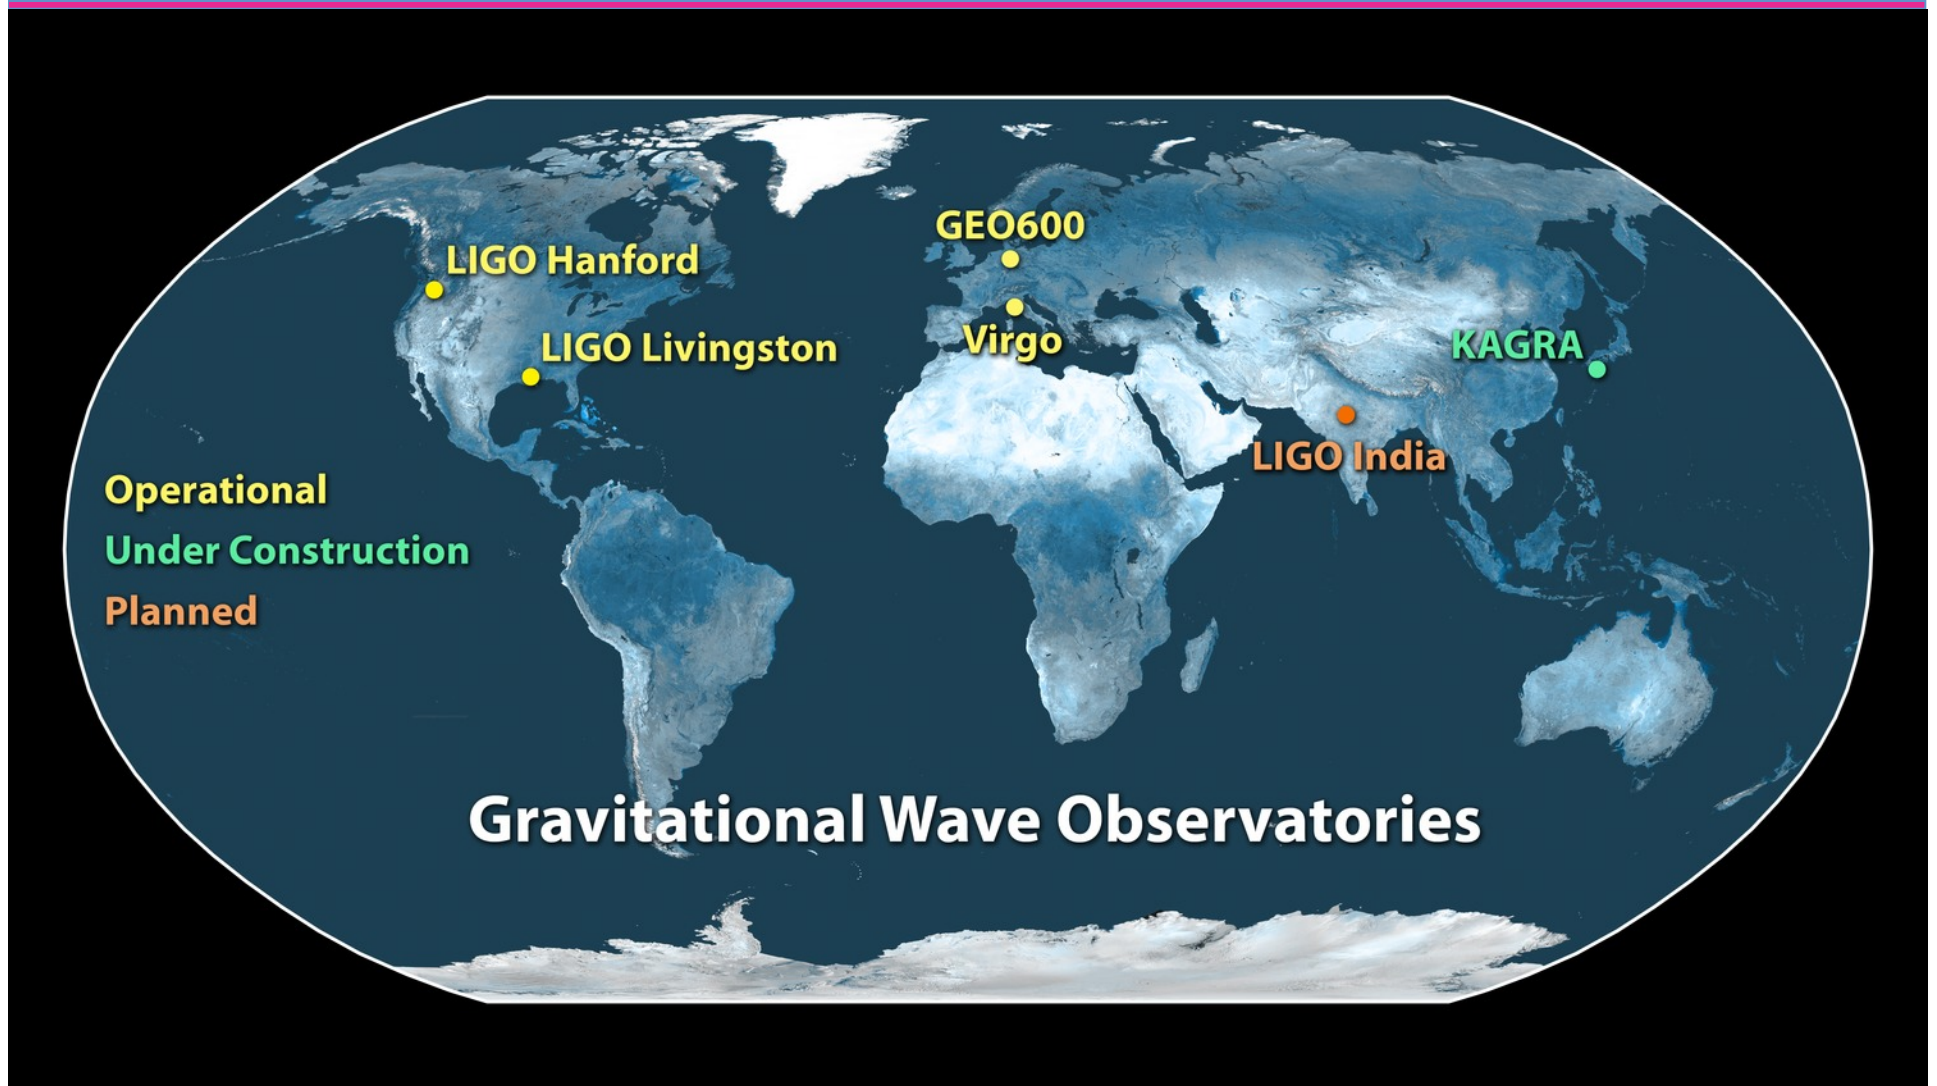 GEO600
LIGO Hanford
LIGO Livingston
Virgo
KAGRA
LIGO India
Operational
Under Construction
Planned
Gravitational Wave Observatories